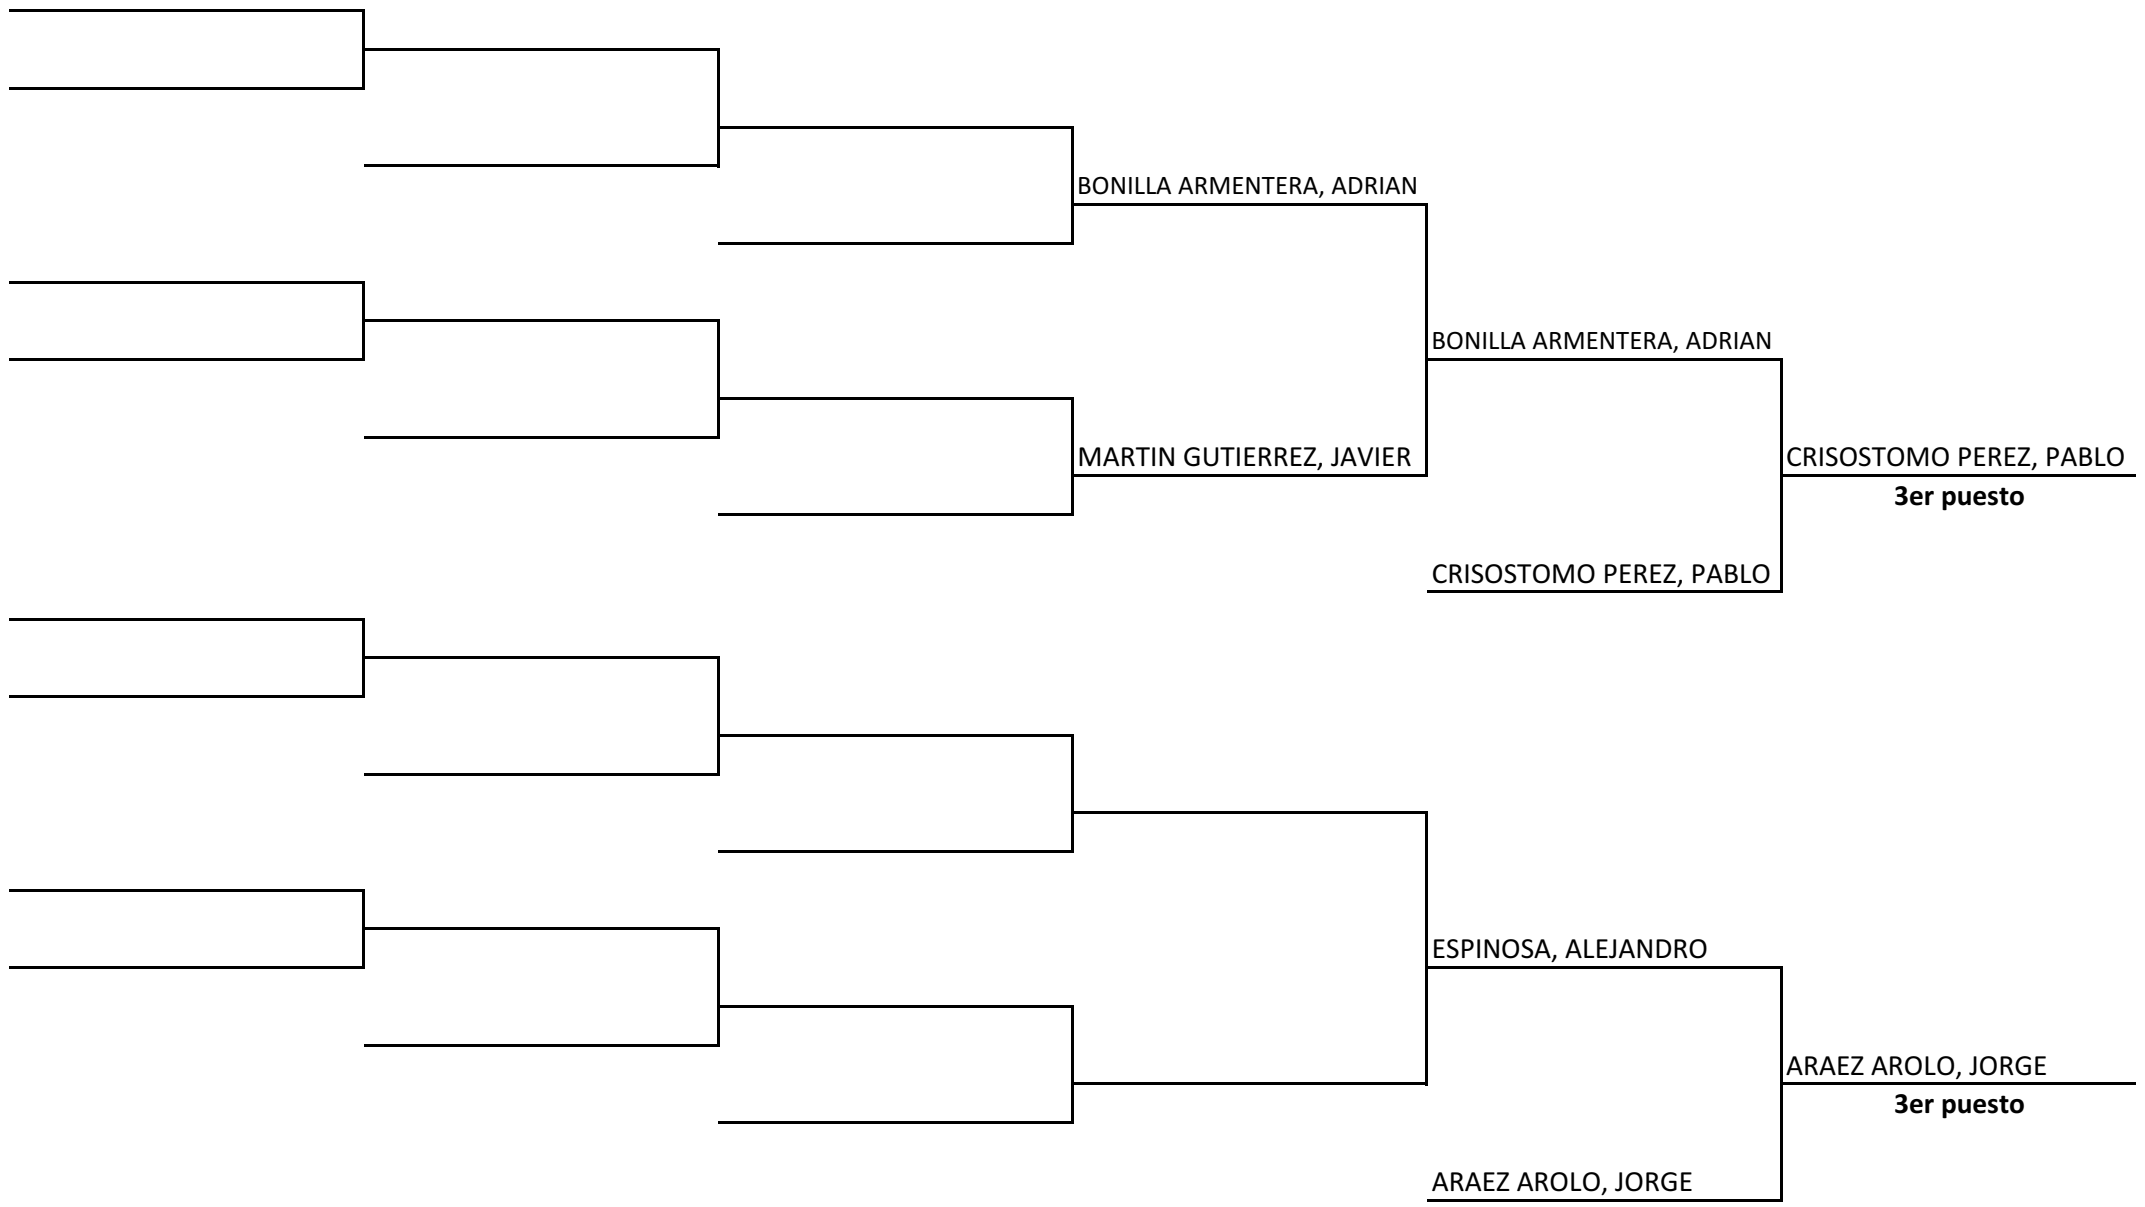 BONILLA ARMENTERA, ADRIAN
BONILLA ARMENTERA, ADRIAN
MARTIN GUTIERREZ, JAVIER
CRISOSTOMO PEREZ, PABLO
3er puesto
CRISOSTOMO PEREZ, PABLO
ESPINOSA, ALEJANDRO
ARAEZ AROLO, JORGE
3er puesto
ARAEZ AROLO, JORGE